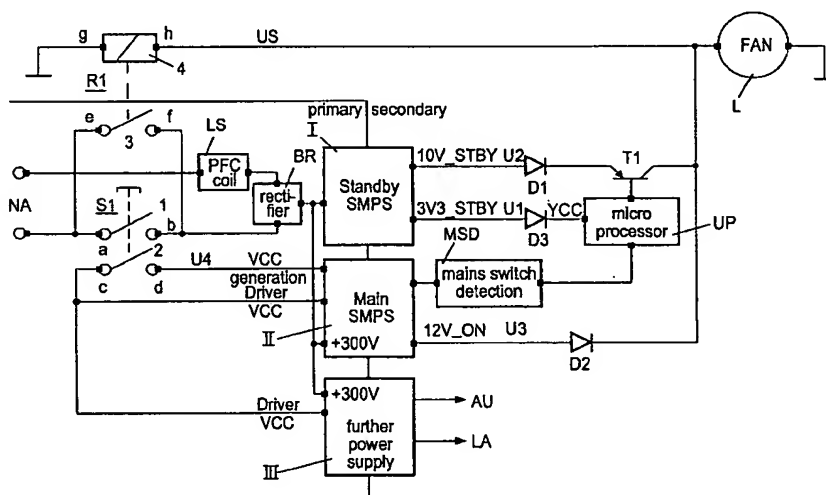 g
h
US
FAN
4
L
R1
primary secondary
e
f
3
LS
I
PFC
coil
BR
recti-
fier
Standby
SMPS
10V_STBY U2
D1
T1
3V3_STBY U1
D3
YCC
micro
processor
UP
NA
S1
1
a
b
2
c
d
U4
VCC
generation
Driver
VCC
II
Main
SMPS
+300V
MSD
mains switch
detection
12V_ON U3
D2
+300V
Driver
VCC
further
power
supply
III
AU
LA